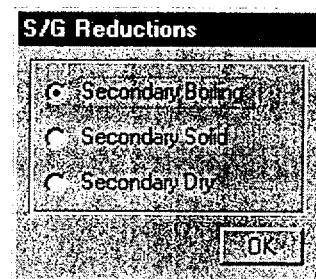 S/G Reductions
Secondary Boiling
Secondary Solid
Secondary Dry
OK